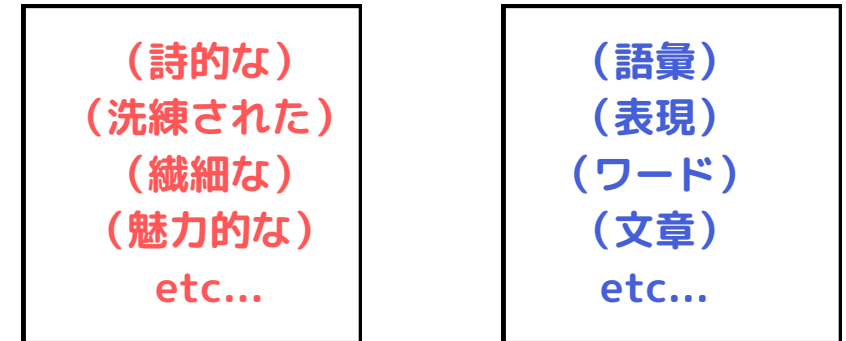 （詩的な）
（洗練された）
（繊細な）
（魅力的な）
etc...
（語彙）
（表現）
（ワード）
（文章）
etc...